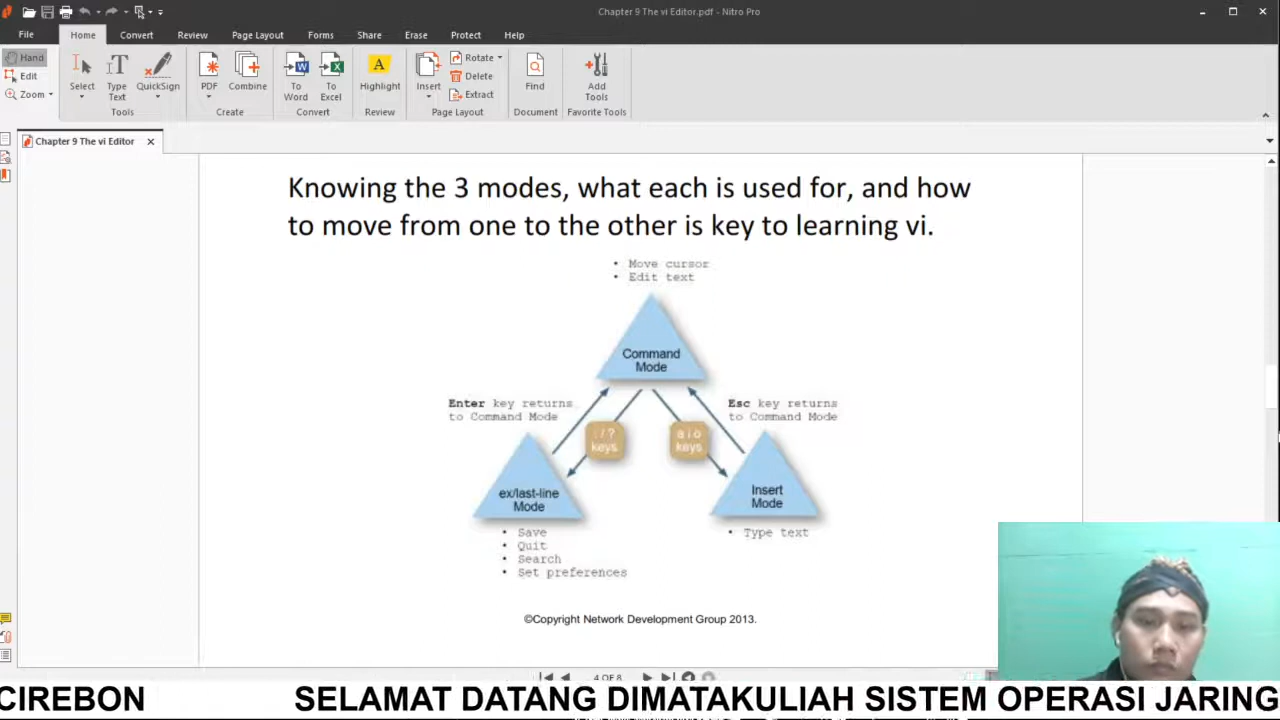 Chapter 9 The vi Editor.pdf - Nitro Pro
File Home Convert Review Page Layout Forms Share Erase Protect Help
Hand
Edit
Zoom
Select
Type Text
QuickSign
Tools
PDF
Combine
Create
To Word
To Excel
Convert
Highlight
Review
Insert
Rotate
Delete
Extract
Page Layout
Find
Document
Add Tools
Favorite Tools
Chapter 9 The vi Editor
Knowing the 3 modes, what each is used for, and how
to move from one to the other is key to learning vi.
• Move cursor
• Edit text
Command
Mode
Enter key returns
to Command Mode
Esc key returns
to Command Mode
: / ?
keys
a i o
keys
ex/last-line
Mode
Insert
Mode
• Save
• Quit
• Search
• Set preferences
• Type text
©Copyright Network Development Group 2013.
4 OF 8
CIREBON SELAMAT DATANG DIMATAKULIAH SISTEM OPERASI JARING